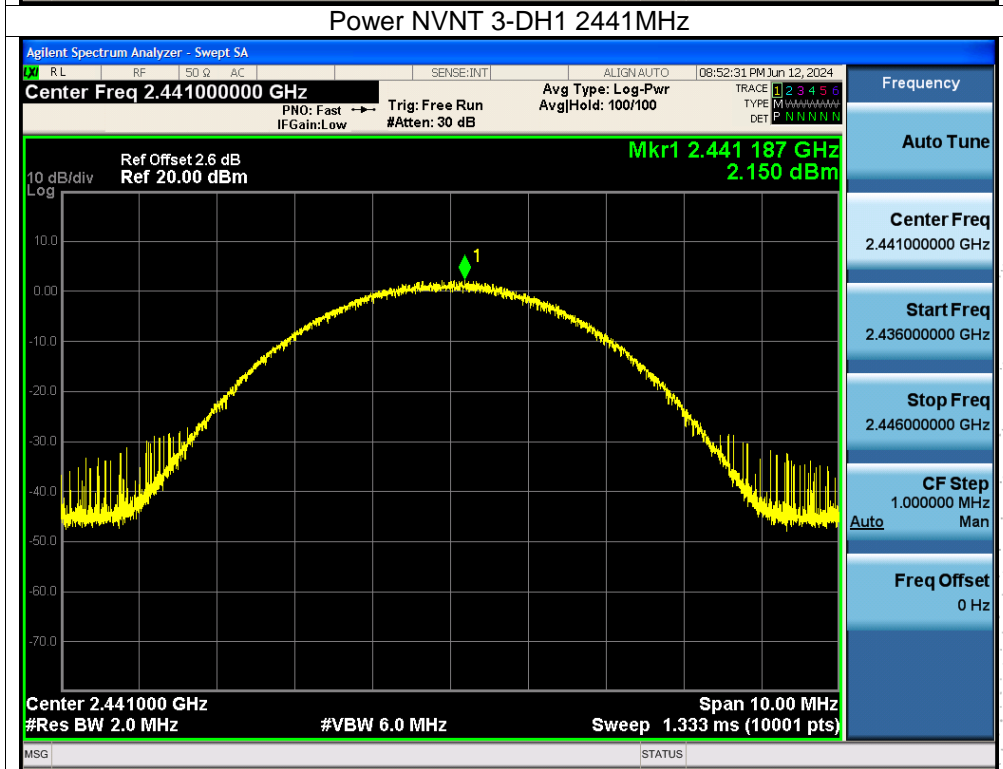 Power NVNT 3-DH1 2441MHz
Agilent Spectrum Analyzer - Swept SA
LXI RL RF 50 Ω AC SENSE:INT ALIGN AUTO 08:52:31 PM Jun 12, 2024
Center Freq 2.441000000 GHz
PNO: Fast
IFGain:Low
Trig: Free Run
#Atten: 30 dB
Avg Type: Log-Pwr
Avg|Hold: 100/100
TRACE 1 2 3 4 5 6
TYPE M W W W W W
DET P N N N N N
Frequency
Auto Tune
Center Freq
2.441000000 GHz
Start Freq
2.436000000 GHz
Stop Freq
2.446000000 GHz
CF Step
1.000000 MHz
Auto Man
Freq Offset
0 Hz
Mkr1 2.441 187 GHz
2.150 dBm
Ref Offset 2.6 dB
10 dB/div Ref 20.00 dBm
Log
1
10.0
0.00
-10.0
-20.0
-30.0
-40.0
-50.0
-60.0
-70.0
Center 2.441000 GHz Span 10.00 MHz
#Res BW 2.0 MHz #VBW 6.0 MHz Sweep 1.333 ms (10001 pts)
MSG STATUS